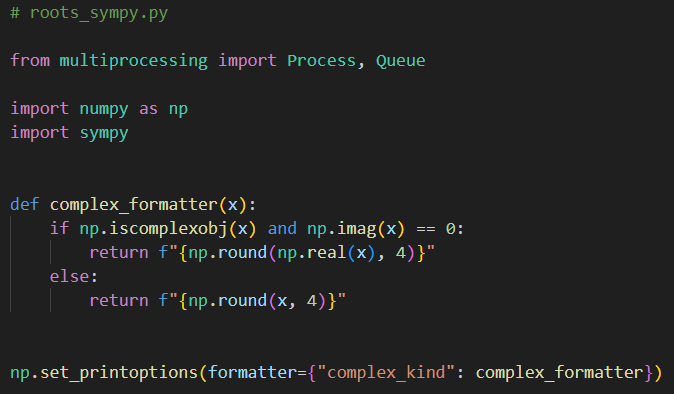 # roots_sympy.py
from multiprocessing import Process, Queue
import numpy as np
import sympy
def complex_formatter(x):
    if np.iscomplexobj(x) and np.imag(x) == 0:
        return f"{np.round(np.real(x), 4)}"
    else:
        return f"{np.round(x, 4)}"
np.set_printoptions(formatter={"complex_kind": complex_formatter})